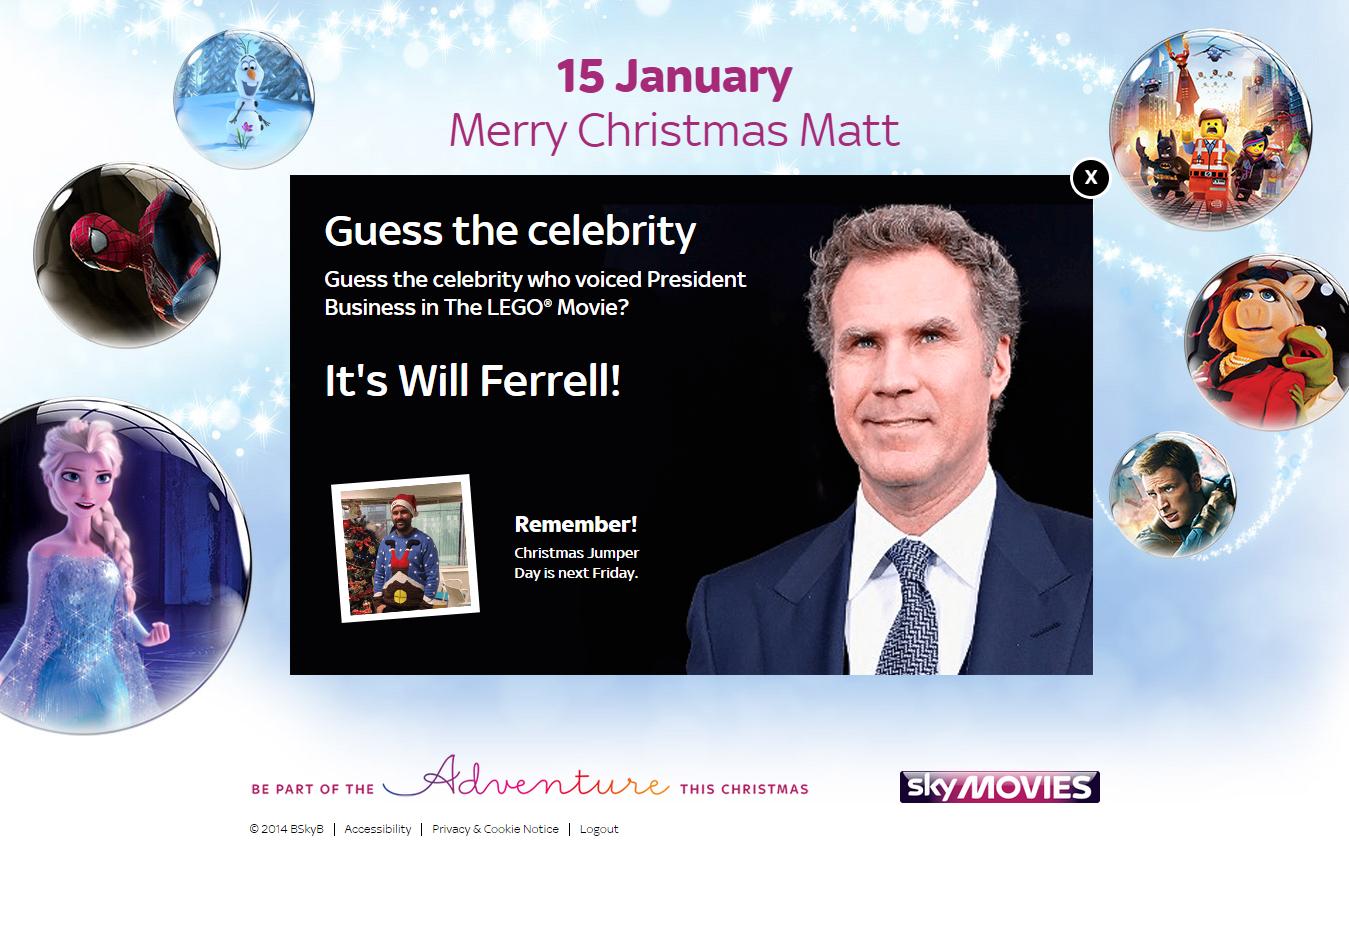 15 January
Merry Christmas Matt
X
Guess the celebrity
Guess the celebrity who voiced President
Business in The LEGO® Movie?
It's Will Ferrell!
Remember!
Christmas Jumper
Day is next Friday.
BE PART OF THE Adventure THIS CHRISTMAS
sky MOVIES
© 2014 BSkyB | Accessibility | Privacy & Cookie Notice | Logout